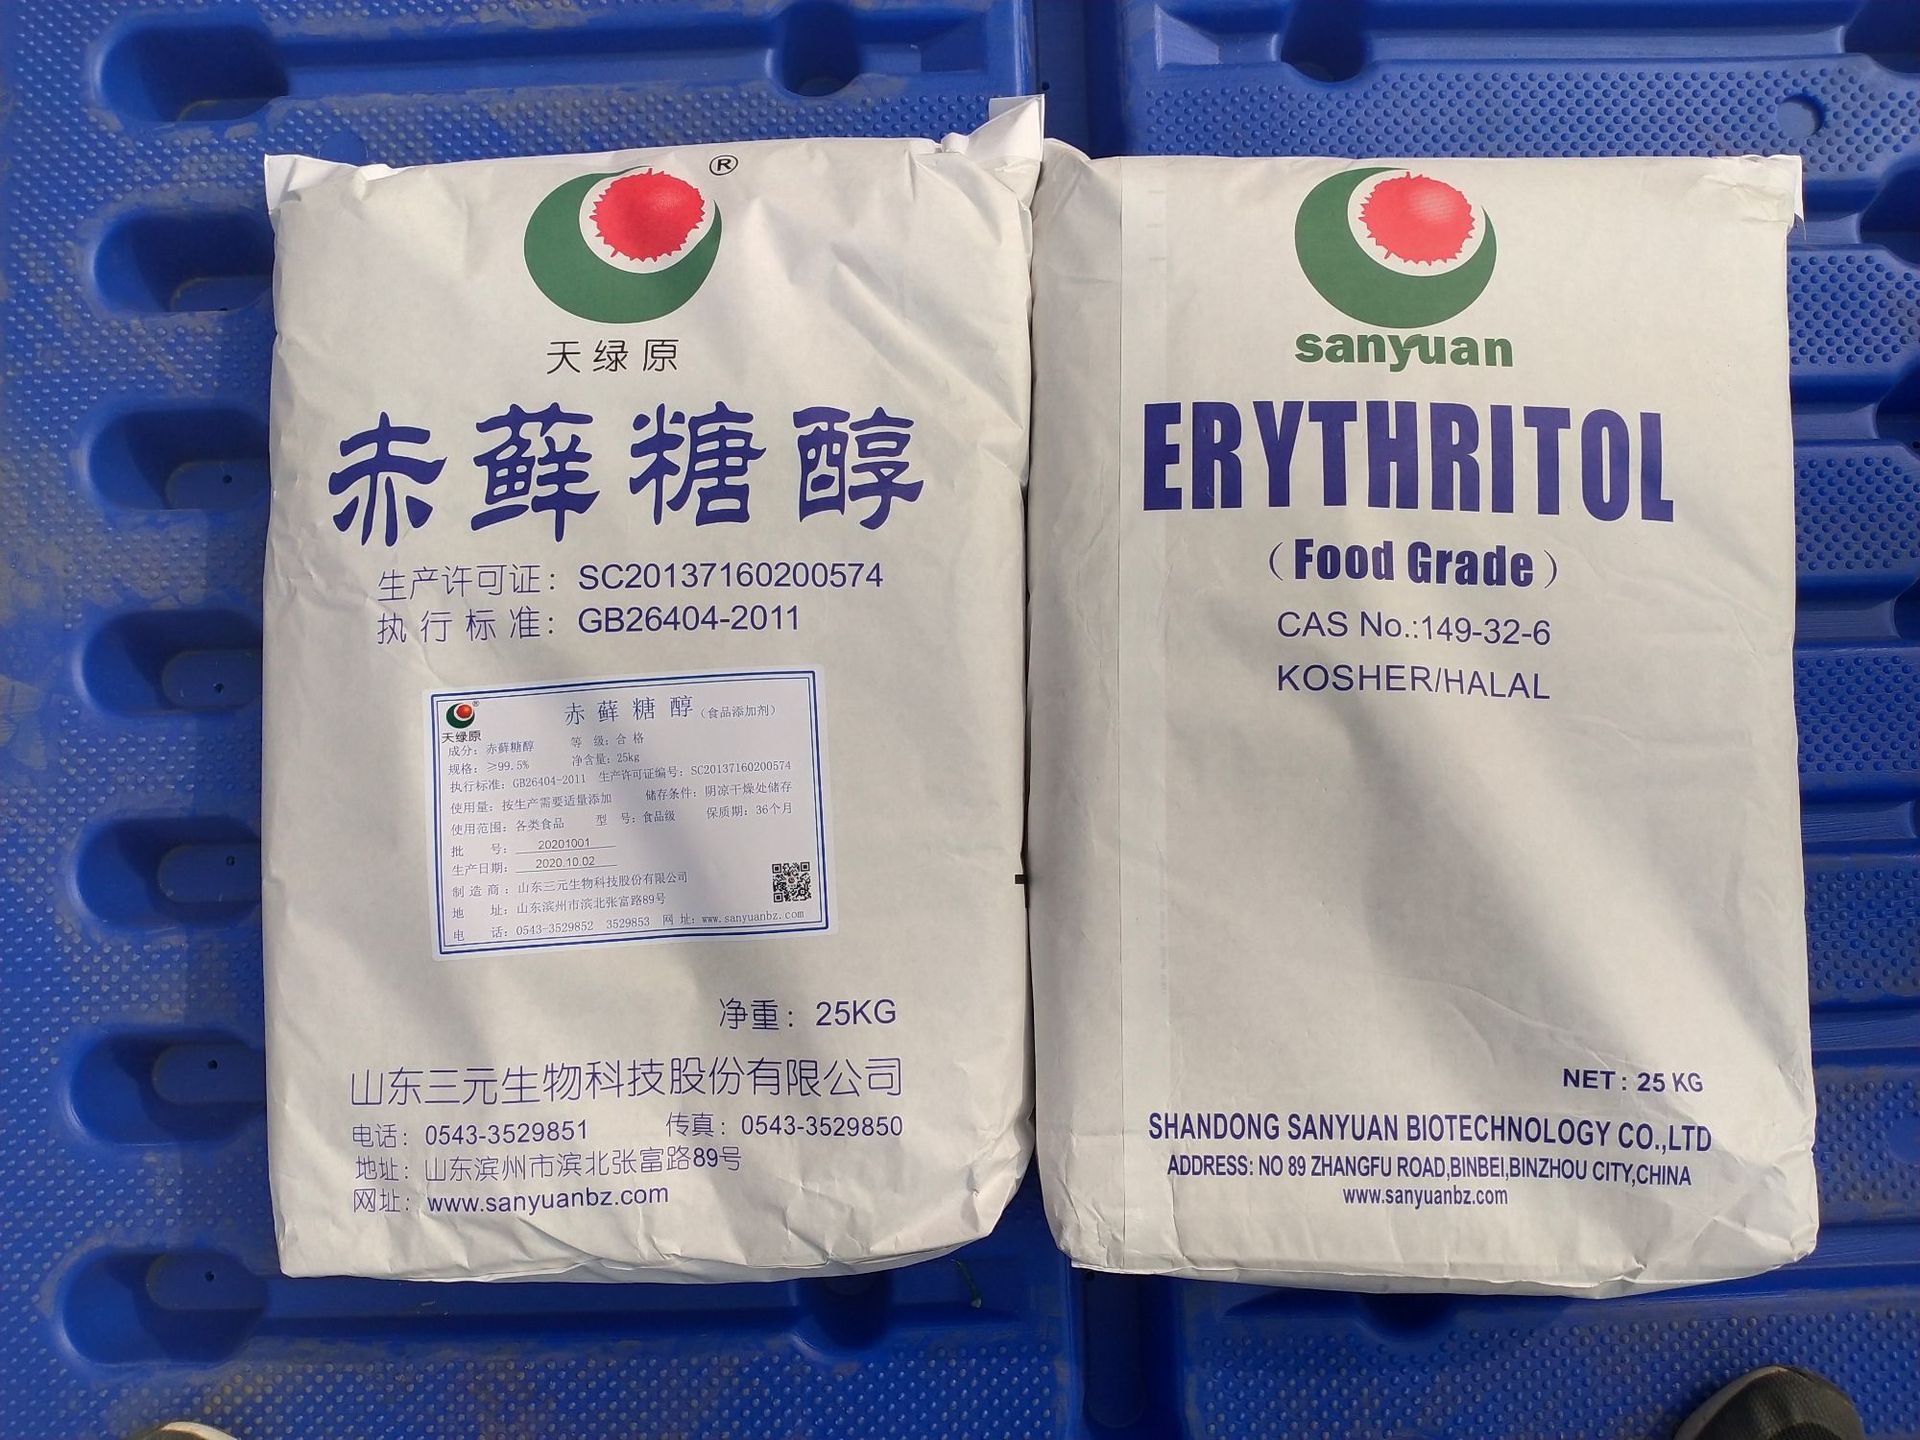 ®
天绿原
赤藓糖醇
生产许可证：SC20137160200574
执行标准：GB26404-2011
®
天绿原
赤藓糖醇（食品添加剂）
成分：赤藓糖醇 等 级：合格
规格：≥99.5% 净含量：25kg
执行标准：GB26404-2011 生产许可证编号：SC20137160200574
使用量：按生产需要适量添加 储存条件：阴凉干燥处储存
使用范围：各类食品 型 号：食品级 保质期：36个月
批 号：20201001
生产日期：2020.10.02
制造商：山东三元生物科技股份有限公司
地 址：山东滨州市滨北张富路89号
电 话：0543-3529852 3529853 网址：www.sanyuanbz.com
净重：25KG
山东三元生物科技股份有限公司
电话：0543-3529851 传真：0543-3529850
地址：山东滨州市滨北张富路89号
网址：www.sanyuanbz.com
sanyuan
ERYTHRITOL
（Food Grade）
CAS No.:149-32-6
KOSHER/HALAL
NET：25 KG
SHANDONG SANYUAN BIOTECHNOLOGY CO.,LTD
ADDRESS: NO 89 ZHANGFU ROAD,BINBEI,BINZHOU CITY,CHINA
www.sanyuanbz.com